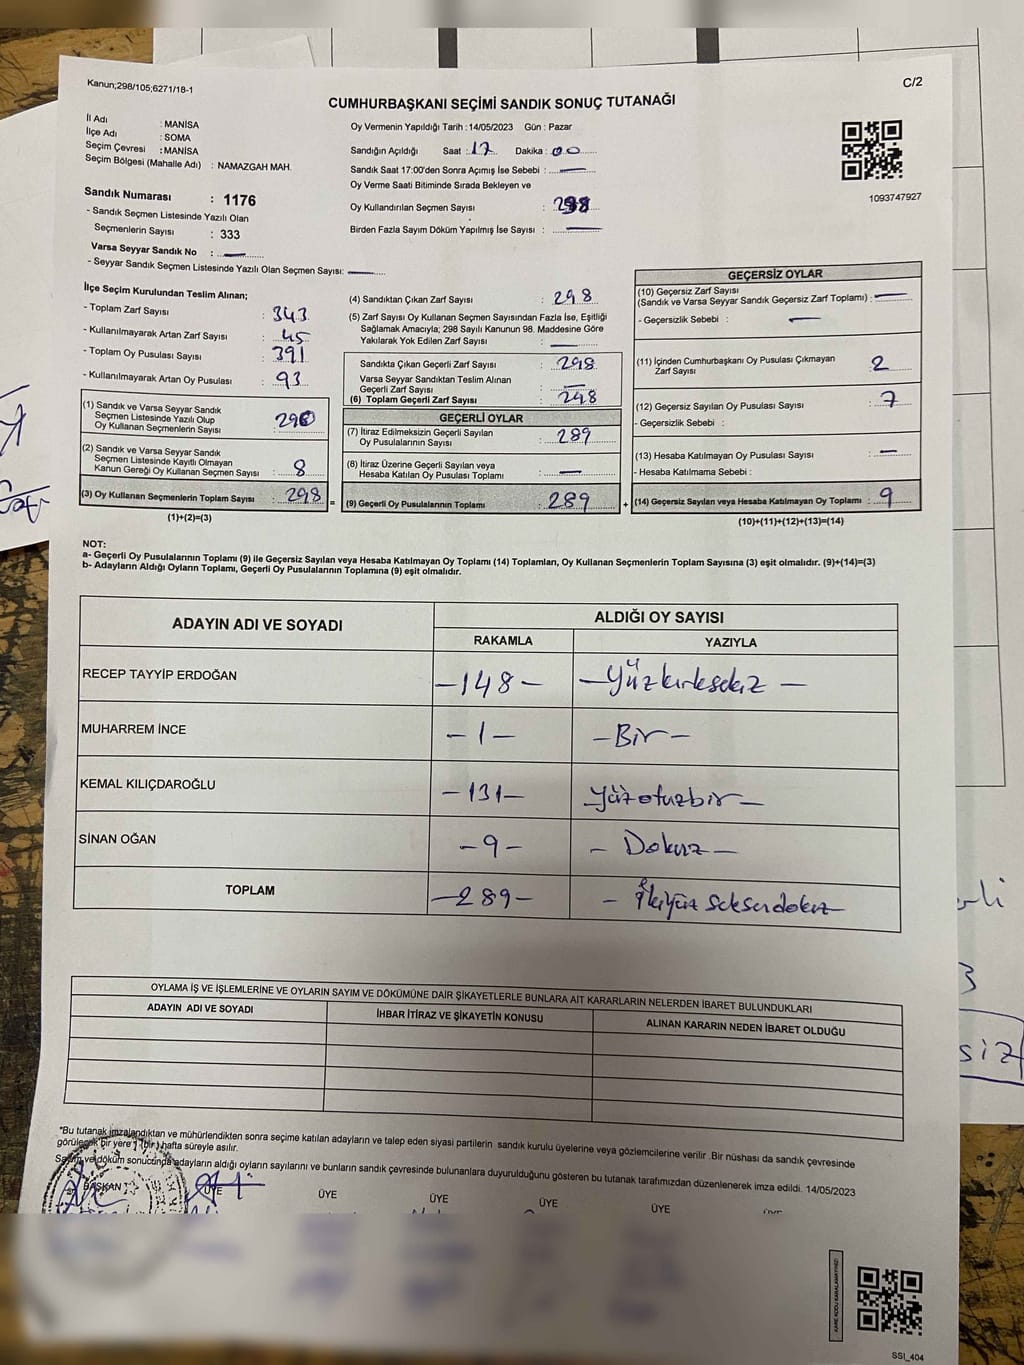 Kanun;298/105;6271/18-1
C/2
CUMHURBAŞKANI SEÇİMİ SANDIK SONUÇ TUTANAĞI
İl Adı : MANİSA
İlçe Adı : SOMA
Seçim Çevresi : MANİSA
Seçim Bölgesi (Mahalle Adı) : NAMAZGAH MAH.
Oy Vermenin Yapıldığı Tarih :14/05/2023 Gün : Pazar
Sandığın Açıldığı Saat :17 Dakika :00
Sandık Saat 17:00'den Sonra Açımış İse Sebebi : —
Oy Verme Saati Bitiminde Sırada Bekleyen ve
Oy Kullandırılan Seçmen Sayısı : 298
Birden Fazla Sayım Döküm Yapılmış İse Sayısı : —
1093747927
Sandık Numarası : 1176
- Sandık Seçmen Listesinde Yazılı Olan
Seçmenlerin Sayısı : 333
Varsa Seyyar Sandık No : —
- Seyyar Sandık Seçmen Listesinde Yazılı Olan Seçmen Sayısı: —
İlçe Seçim Kurulundan Teslim Alınan;
- Toplam Zarf Sayısı : 343
- Kullanılmayarak Artan Zarf Sayısı : 45
- Toplam Oy Pusulası Sayısı : 391
- Kullanılmayarak Artan Oy Pusulası : 93
(1) Sandık ve Varsa Seyyar Sandık
Seçmen Listesinde Yazılı Olup
Oy Kullanan Seçmenlerin Sayısı : 290
(2) Sandık ve Varsa Seyyar Sandık
Seçmen Listesinde Kayıtlı Olmayan
Kanun Gereği Oy Kullanan Seçmen Sayısı : 8
(3) Oy Kullanan Seçmenlerin Toplam Sayısı : 298
(1)+(2)=(3)
(4) Sandıktan Çıkan Zarf Sayısı : 298
(5) Zarf Sayısı Oy Kullanan Seçmen Sayısından Fazla İse, Eşitliği
Sağlamak Amacıyla; 298 Sayılı Kanunun 98. Maddesine Göre
Yakılarak Yok Edilen Zarf Sayısı : —
Sandıkta Çıkan Geçerli Zarf Sayısı : 298
Varsa Seyyar Sandıktan Teslim Alınan
Geçerli Zarf Sayısı : —
(6) Toplam Geçerli Zarf Sayısı : 298
GEÇERLİ OYLAR
(7) İtiraz Edilmeksizin Geçerli Sayılan
Oy Pusulalarının Sayısı : 289
(8) İtiraz Üzerine Geçerli Sayılan veya
Hesaba Katılan Oy Pusulası Toplamı : —
= (9) Geçerli Oy Pusulalarının Toplamı : 289 +
GEÇERSİZ OYLAR
(10) Geçersiz Zarf Sayısı
(Sandık ve Varsa Seyyar Sandık Geçersiz Zarf Toplamı) : —
- Geçersizlik Sebebi : —
(11) İçinden Cumhurbaşkanı Oy Pusulası Çıkmayan
Zarf Sayısı : 2
(12) Geçersiz Sayılan Oy Pusulası Sayısı : 7
- Geçersizlik Sebebi :
(13) Hesaba Katılmayan Oy Pusulası Sayısı : —
- Hesaba Katılmama Sebebi :
(14) Geçersiz Sayılan veya Hesaba Katılmayan Oy Toplamı : 9
(10)+(11)+(12)+(13)=(14)
NOT:
a- Geçerli Oy Pusulalarının Toplamı (9) ile Geçersiz Sayılan veya Hesaba Katılmayan Oy Toplamı (14) Toplamları, Oy Kullanan Seçmenlerin Toplam Sayısına (3) eşit olmalıdır. (9)+(14)=(3)
b- Adayların Aldığı Oyların Toplamı, Geçerli Oy Pusulalarının Toplamına (9) eşit olmalıdır.
ADAYIN ADI VE SOYADI ALDIĞI OY SAYISI
RAKAMLA YAZIYLA
RECEP TAYYİP ERDOĞAN -148- -Yüzkırksekiz-
MUHARREM İNCE -1- -Bir-
KEMAL KILIÇDAROĞLU -131- Yüzotuzbir-
SİNAN OĞAN -9- -Dokuz-
TOPLAM -289- -İkiyüz seksendokuz
OYLAMA İŞ VE İŞLEMLERİNE VE OYLARIN SAYIM VE DÖKÜMÜNE DAİR ŞİKAYETLERLE BUNLARA AİT KARARLARIN NELERDEN İBARET BULUNDUKLARI
ADAYIN ADI VE SOYADI İHBAR İTİRAZ VE ŞİKAYETİN KONUSU ALINAN KARARIN NEDEN İBARET OLDUĞU
*Bu tutanak imzalandıktan ve mühürlendikten sonra seçime katılan adayların ve talep eden siyasi partilerin sandık kurulu üyelerine veya gözlemcilerine verilir .Bir nüshası da sandık çevresinde
görülecek bir yere 1 (bir) hafta süreyle asılır.
Sayım ve döküm sonucunda adayların aldığı oyların sayılarını ve bunların sandık çevresinde bulunanlara duyurulduğunu gösteren bu tutanak tarafımızdan düzenlenerek imza edildi. 14/05/2023
BAŞKAN ÜYE ÜYE ÜYE ÜYE ÜYE
KARE KODU KARALAMAYINIZ!
SSI_404